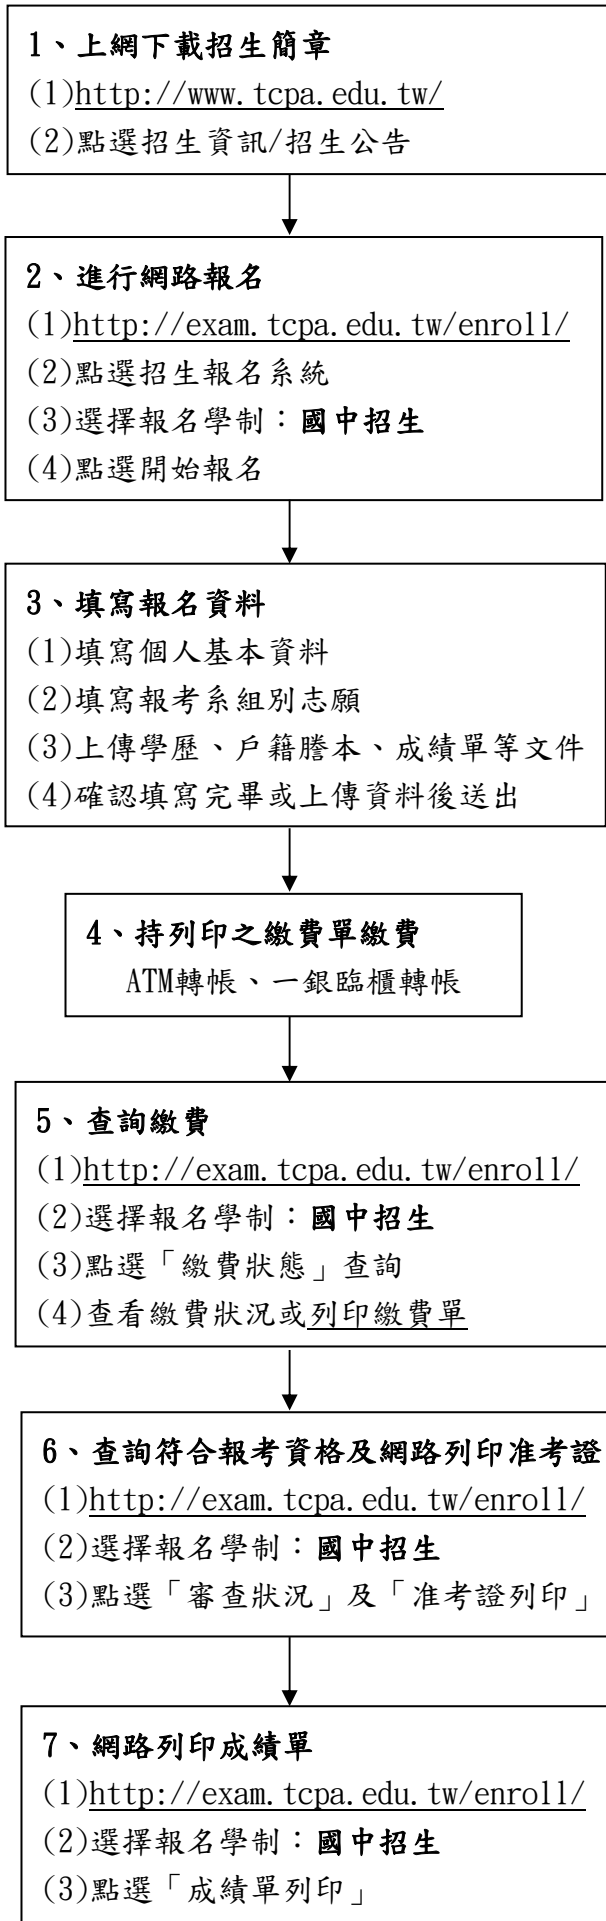 1、上網下載招生簡章
(1)http://www.tcpa.edu.tw/
(2)點選招生資訊/招生公告
2、進行網路報名
(1)http://exam.tcpa.edu.tw/enroll/
(2)點選招生報名系統
(3)選擇報名學制：國中招生
(4)點選開始報名
3、填寫報名資料
(1)填寫個人基本資料
(2)填寫報考系組別志願
(3)上傳學歷、戶籍謄本、成績單等文件
(4)確認填寫完畢或上傳資料後送出
4、持列印之繳費單繳費
ATM轉帳、一銀臨櫃轉帳
5、查詢繳費
(1)http://exam.tcpa.edu.tw/enroll/
(2)選擇報名學制：國中招生
(3)點選「繳費狀態」查詢
(4)查看繳費狀況或列印繳費單
6、查詢符合報考資格及網路列印准考證
(1)http://exam.tcpa.edu.tw/enroll/
(2)選擇報名學制：國中招生
(3)點選「審查狀況」及「准考證列印」
7、網路列印成績單
(1)http://exam.tcpa.edu.tw/enroll/
(2)選擇報名學制：國中招生
(3)點選「成績單列印」